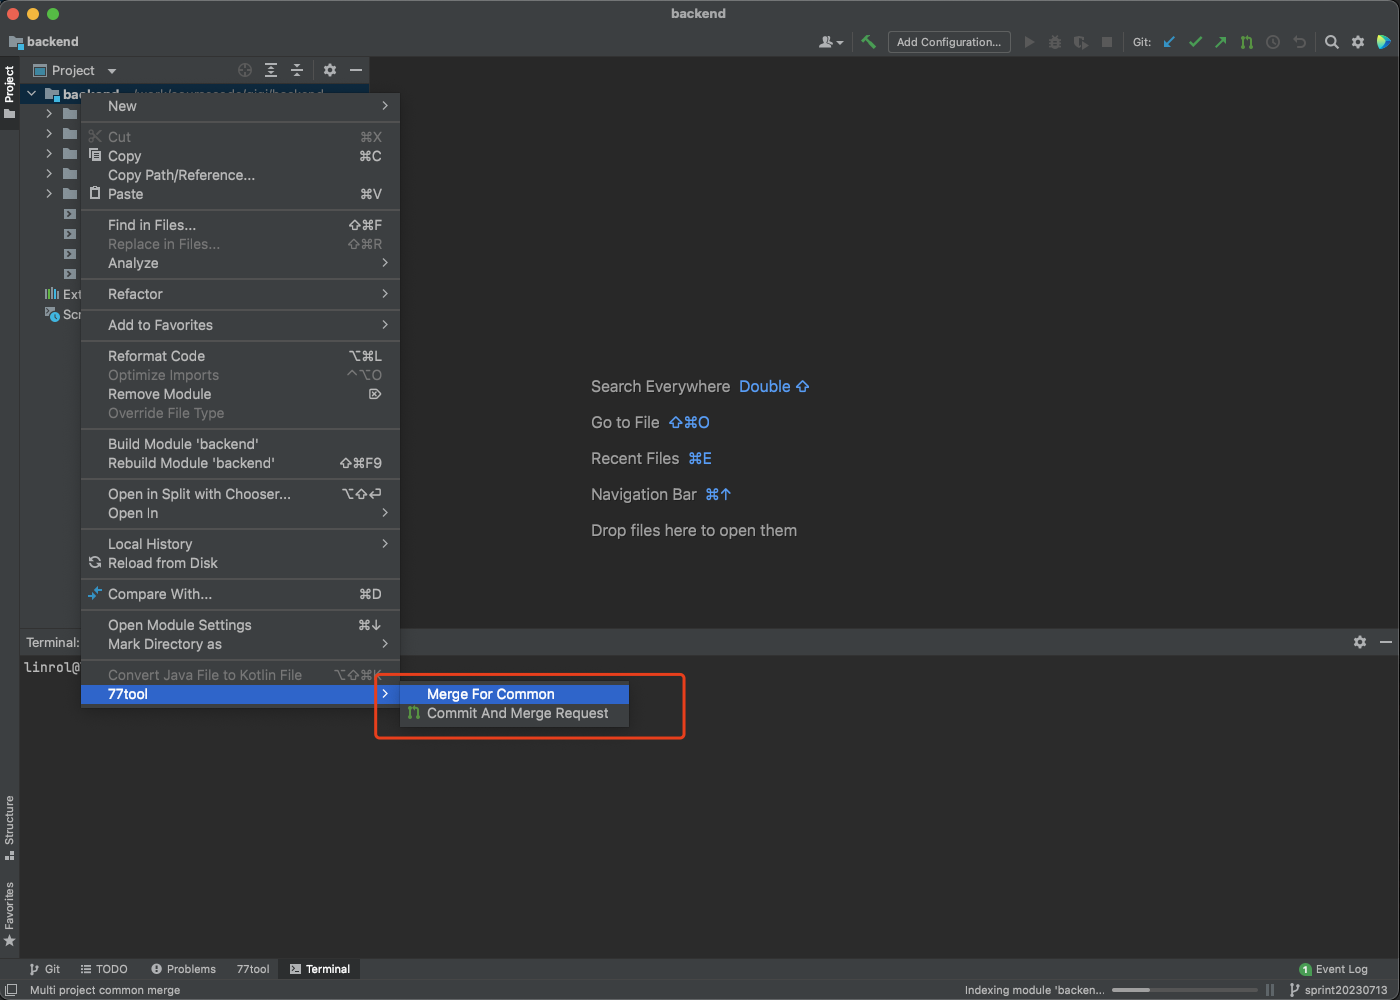 backend
backend
Add Configuration...
Git:
Project
Project
backend
New
Cut ⌘X
Copy ⌘C
Copy Path/Reference...
Paste ⌘V
Find in Files... ⇧⌘F
Replace in Files... ⇧⌘R
Analyze
Ext
Refactor
Scr
Add to Favorites
Reformat Code ⌥⌘L
Optimize Imports ^⌥O
Remove Module ⌦
Override File Type
Build Module 'backend'
Rebuild Module 'backend' ⇧⌘F9
Open in Split with Chooser... ⌥⇧⏎
Open In
Local History
Reload from Disk
Compare With... ⌘D
Open Module Settings ⌘↓
Mark Directory as
Convert Java File to Kotlin File ⌥⇧⌘K
77tool
Merge For Common
Commit And Merge Request
Search Everywhere Double ⇧
Go to File ⇧⌘O
Recent Files ⌘E
Navigation Bar ⌘↑
Drop files here to open them
Terminal:
linrol@
Structure
Favorites
Git
TODO
Problems
77tool
Terminal
1 Event Log
Multi project common merge
Indexing module 'backen...
sprint20230713